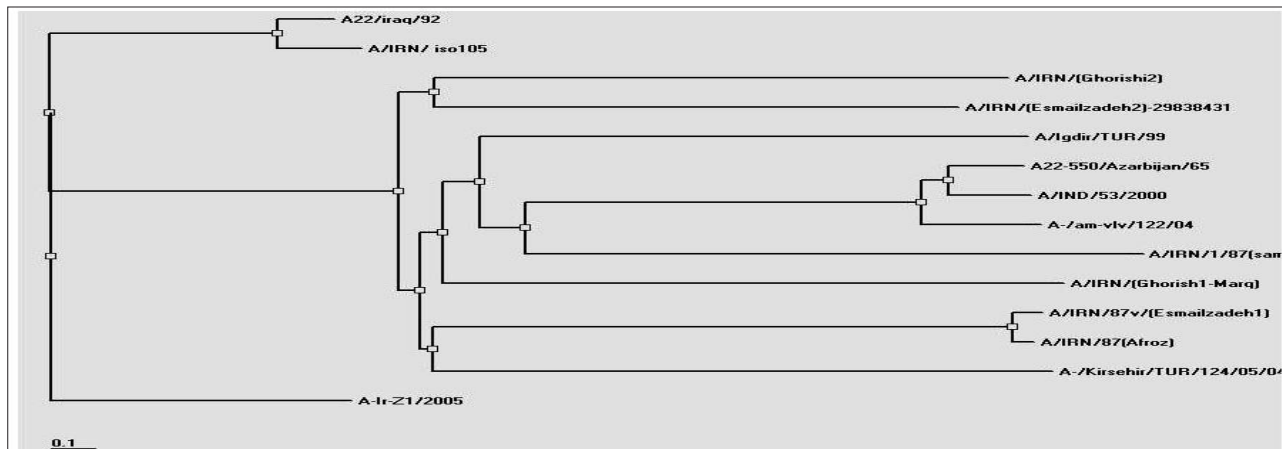 A22/iraq/92
A/IRN/ iso105
A/IRN/(Ghorishi2)
A/IRN/(Esmailzadeh2)-29838431
A/Igdir/TUR/99
A22-550/Azarbijan/65
A/IND/53/2000
A-/am-vlv/122/04
A/IRN/1/87(sam
A/IRN/(Ghorish1-Marq)
A/IRN/87v/(Esmailzadeh1)
A/IRN/87(Afroz)
A-/Kirsehir/TUR/124/05/04
A-Ir-Z1/2005
0.1